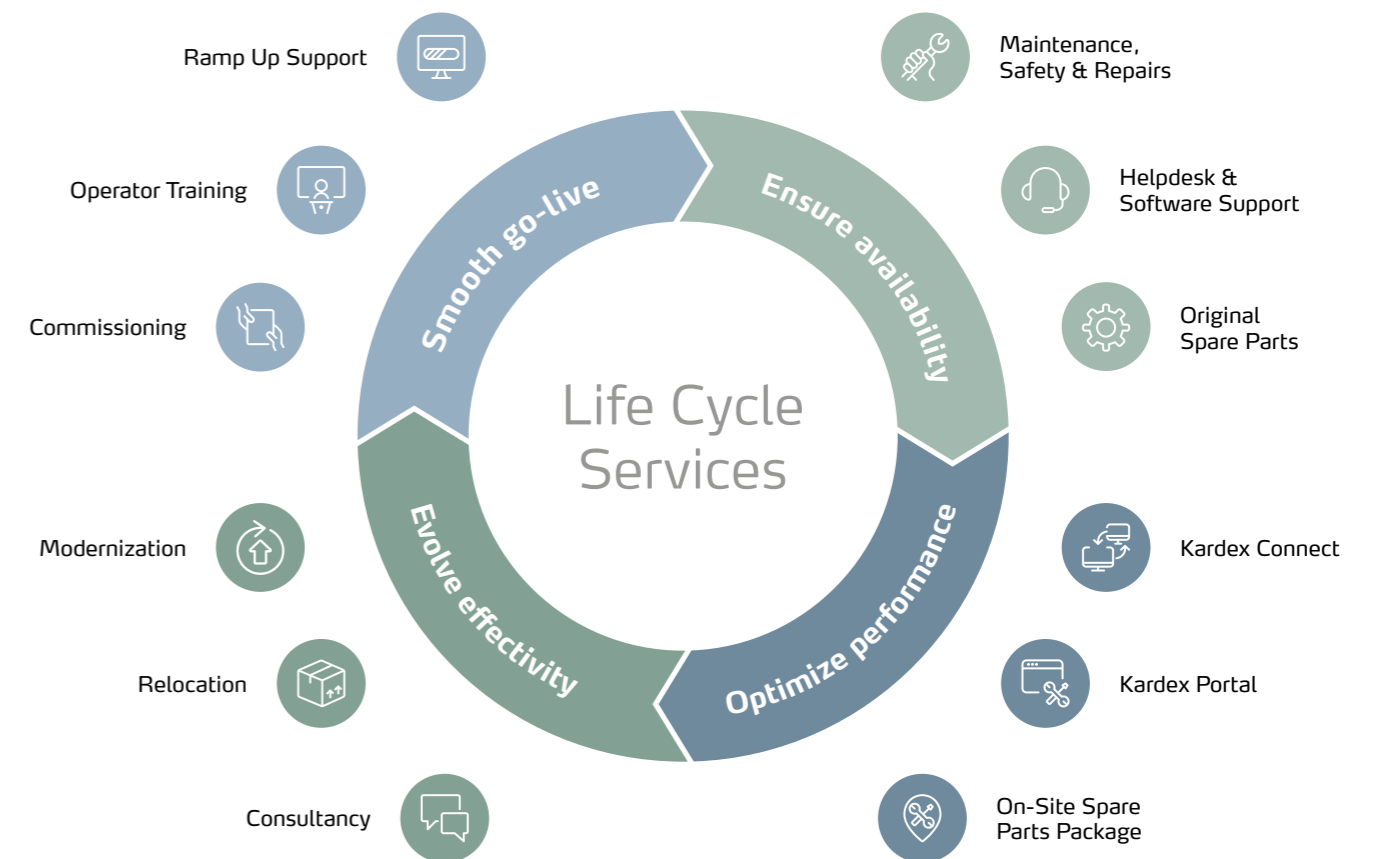 Ramp Up Support
Operator Training
Commissioning
Modernization
Relocation
Consultancy
Smooth go-live
Ensure availability
Optimize performance
Evolve effectivity
Life Cycle
Services
Maintenance,
Safety & Repairs
Helpdesk &
Software Support
Original
Spare Parts
Kardex Connect
Kardex Portal
On-Site Spare
Parts Package